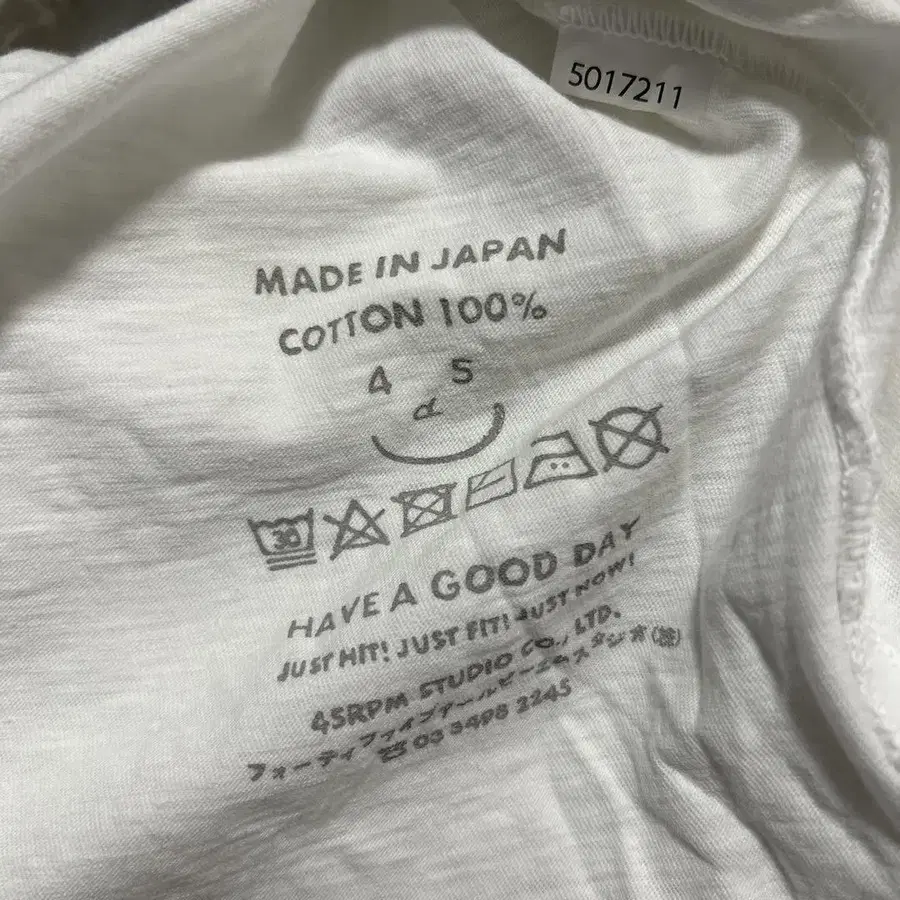 5017211
MADE IN JAPAN
COTTON 100%
4 5
R
30
HAVE A GOOD DAY
JUST HIT! JUST FIT! JUST NOW!
45RPM STUDIO CO., LTD.
フォーティファイブアールピーエムスタジオ(株)
☎ 03 3498 2245